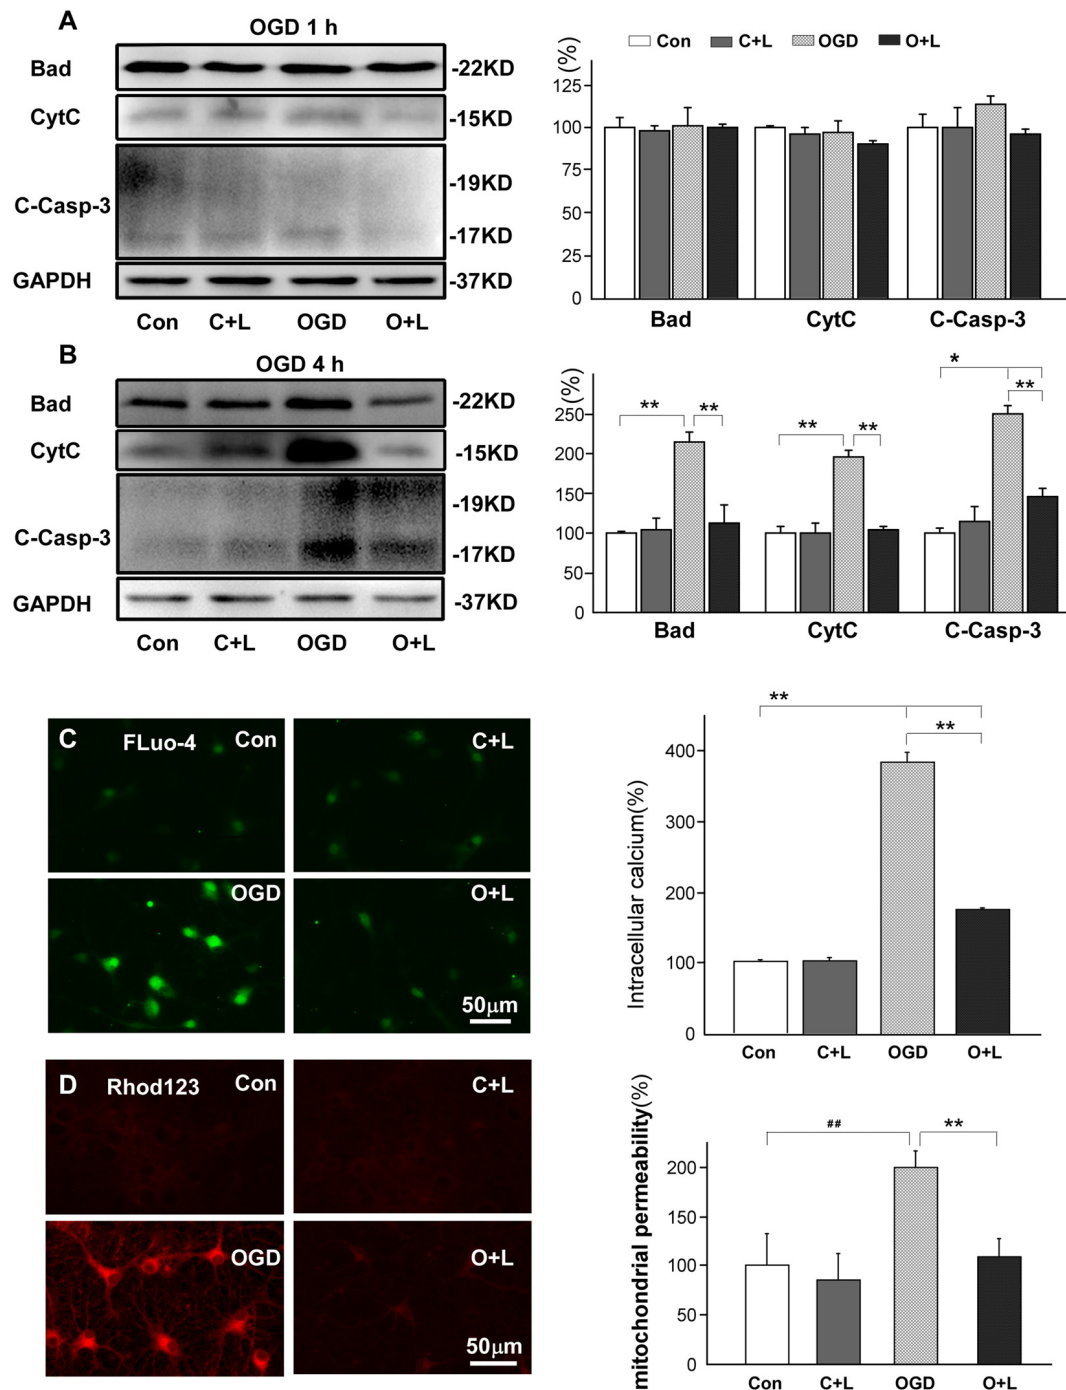 A
OGD 1 h
Bad
-22KD
CytC
-15KD
C-Casp-3
-19KD
-17KD
GAPDH
-37KD
Con C+L OGD O+L
Con C+L OGD O+L
(%)
125
100
75
50
25
0
Bad CytC C-Casp-3
B
OGD 4 h
Bad
-22KD
CytC
-15KD
C-Casp-3
-19KD
-17KD
GAPDH
-37KD
Con C+L OGD O+L
(%)
250
200
150
100
50
0
** ** ** ** * **
Bad CytC C-Casp-3
C FLuo-4 Con
C+L
OGD
O+L
50µm
Intracellular calcium(%)
400
300
200
100
0
**
**
Con C+L OGD O+L
D Rhod123 Con
C+L
OGD
O+L
50µm
mitochondrial permeability(%)
200
150
100
50
0
## **
Con C+L OGD O+L